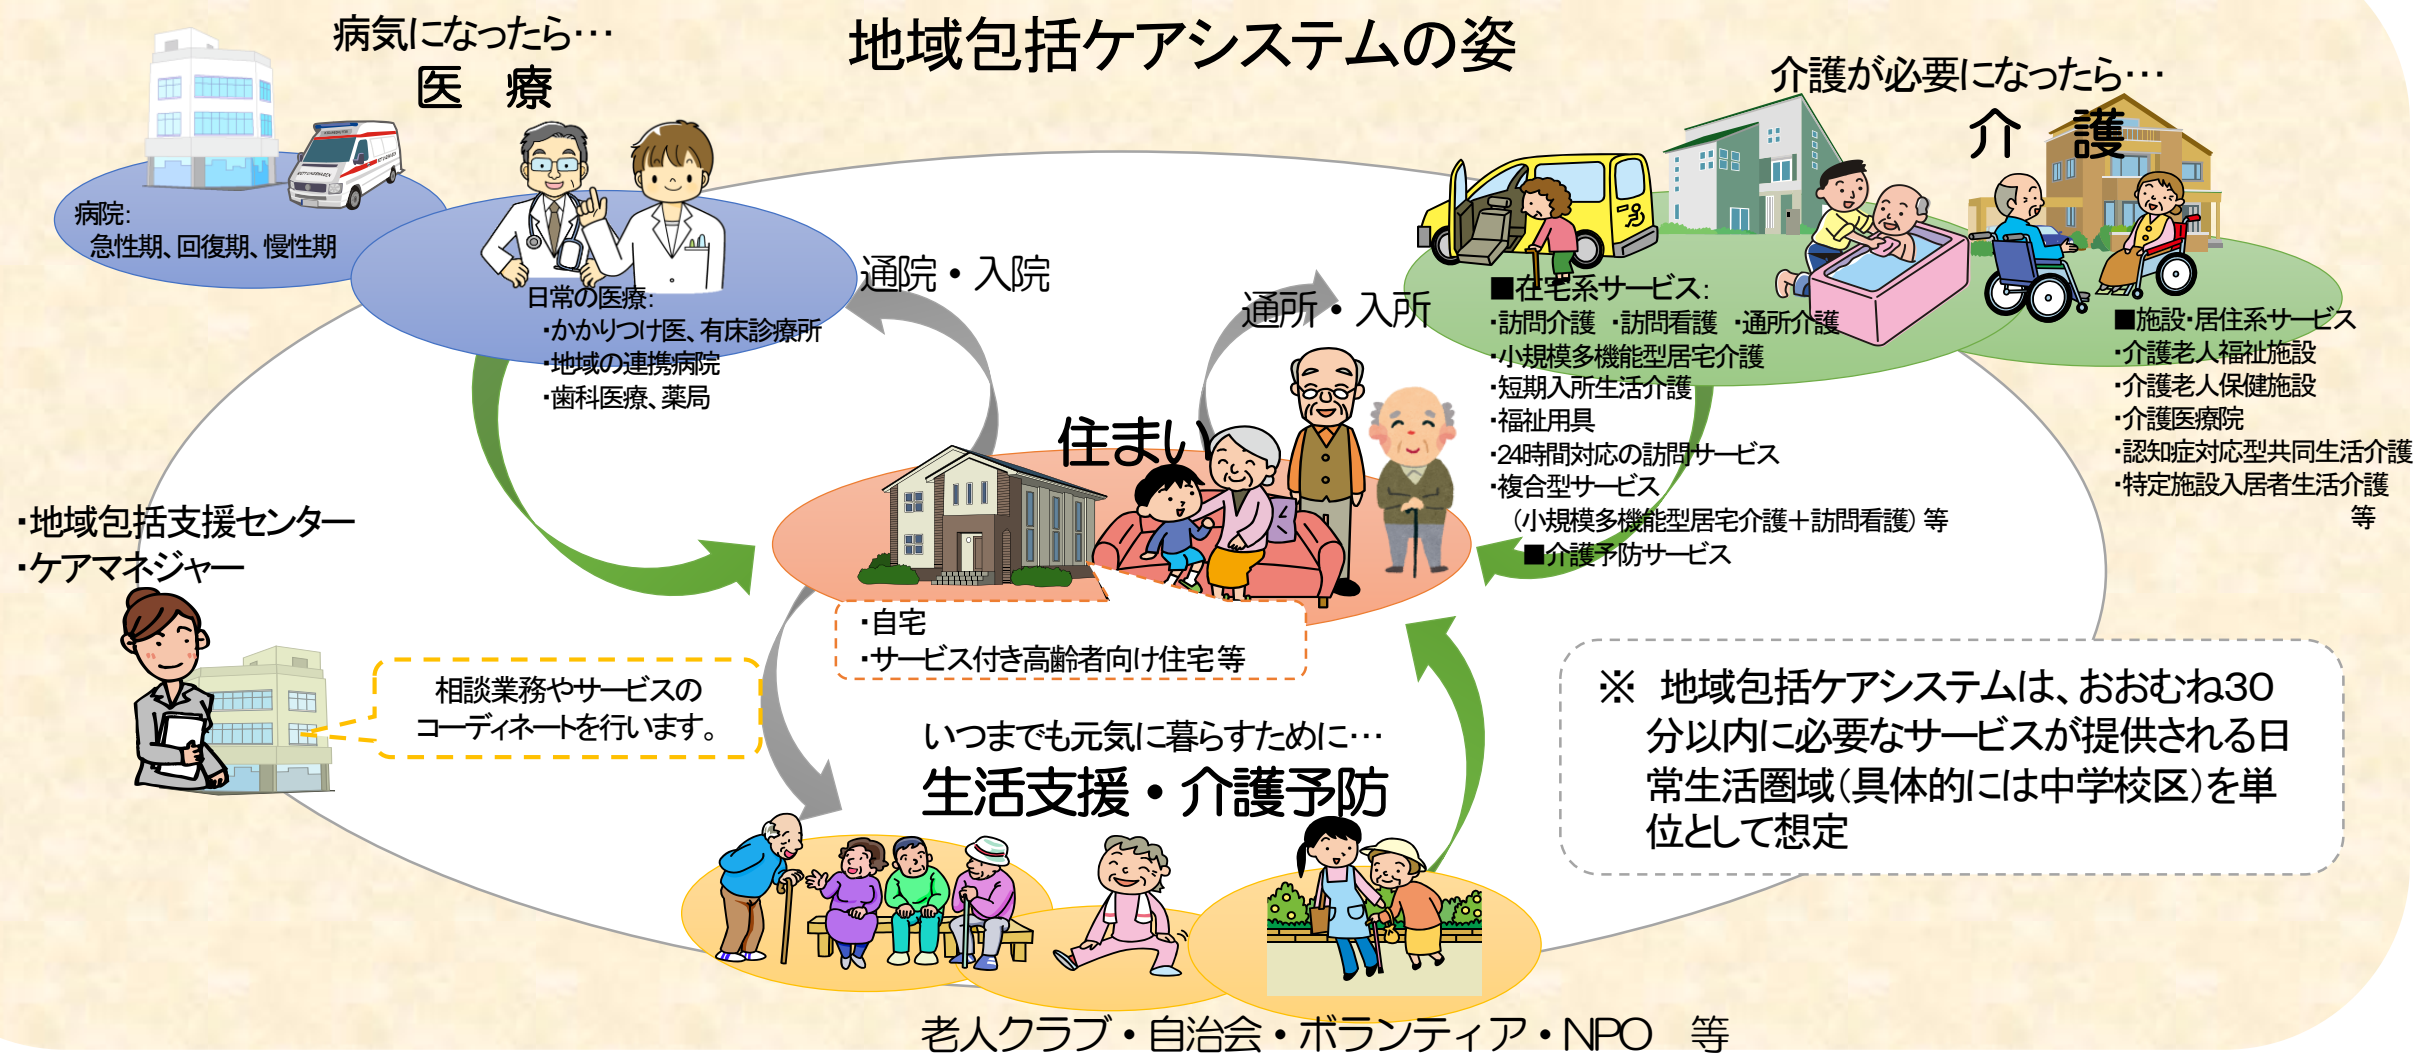 地域包括ケアシステムの姿
病気になったら…
医　療
病院:
急性期、回復期、慢性期
日常の医療:
・かかりつけ医、有床診療所
・地域の連携病院
・歯科医療、薬局
通院・入院
通所・入所
介護が必要になったら…
介　護
■在宅系サービス:
・訪問介護　・訪問看護　・通所介護
・小規模多機能型居宅介護
・短期入所生活介護
・福祉用具
・24時間対応の訪問サービス
・複合型サービス
（小規模多機能型居宅介護＋訪問看護）等
■介護予防サービス
■施設・居住系サービス
・介護老人福祉施設
・介護老人保健施設
・介護医療院
・認知症対応型共同生活介護
・特定施設入居者生活介護
等
住まい
・自宅
・サービス付き高齢者向け住宅等
・地域包括支援センター
・ケアマネジャー
相談業務やサービスの
コーディネートを行います。
いつまでも元気に暮らすために…
生活支援・介護予防
老人クラブ・自治会・ボランティア・NPO　等
※　地域包括ケアシステムは、おおむね30
分以内に必要なサービスが提供される日
常生活圏域（具体的には中学校区）を単
位として想定